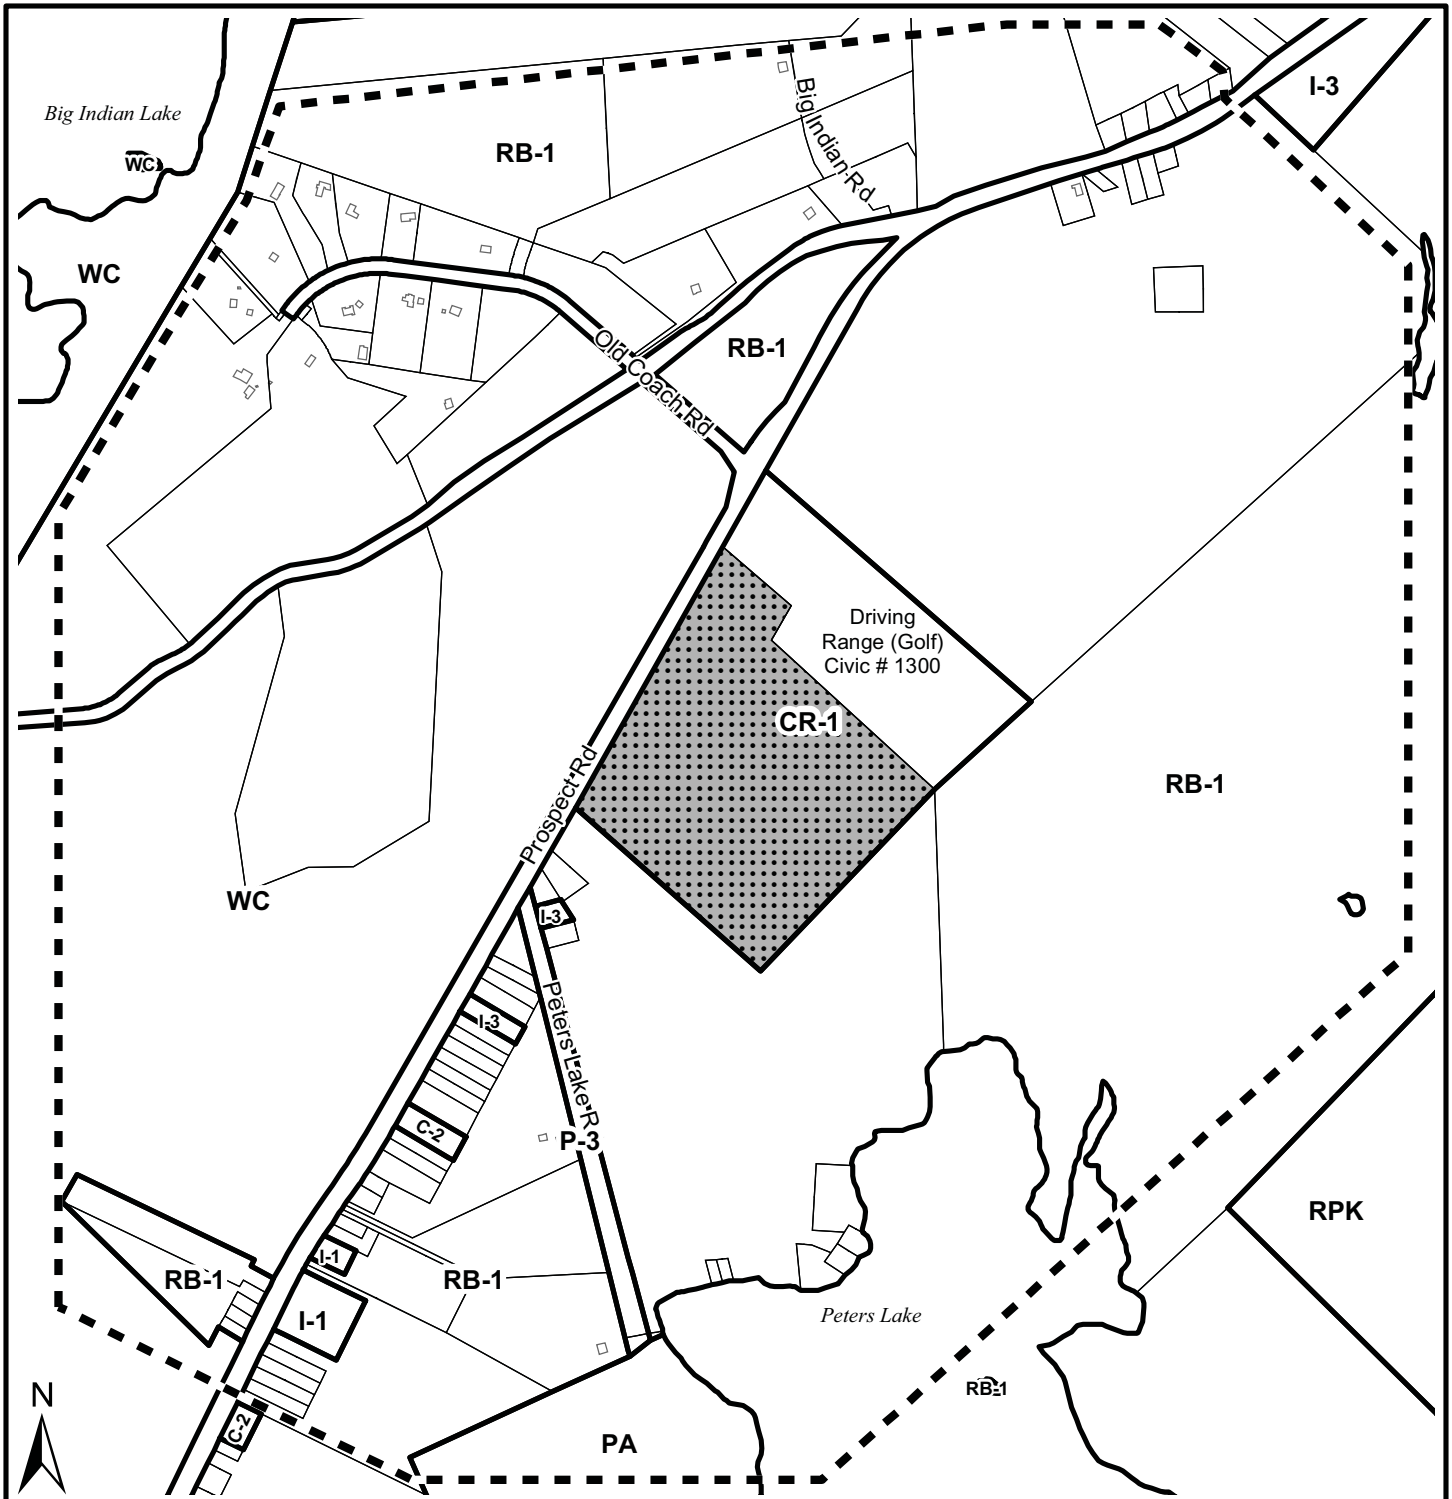 I-3
Big Indian Lake
Big Indian Rd
RB-1
WC
WC
Old Coach Rd
RB-1
Driving
Range (Golf)
Civic # 1300
CR-1
Prospect Rd
RB-1
WC
I-3
Peters Lake R
I-3
C-2
P-3
RPK
I-1
RB-1
RB-1
I-1
Peters Lake
RB-1
N
C-2
PA